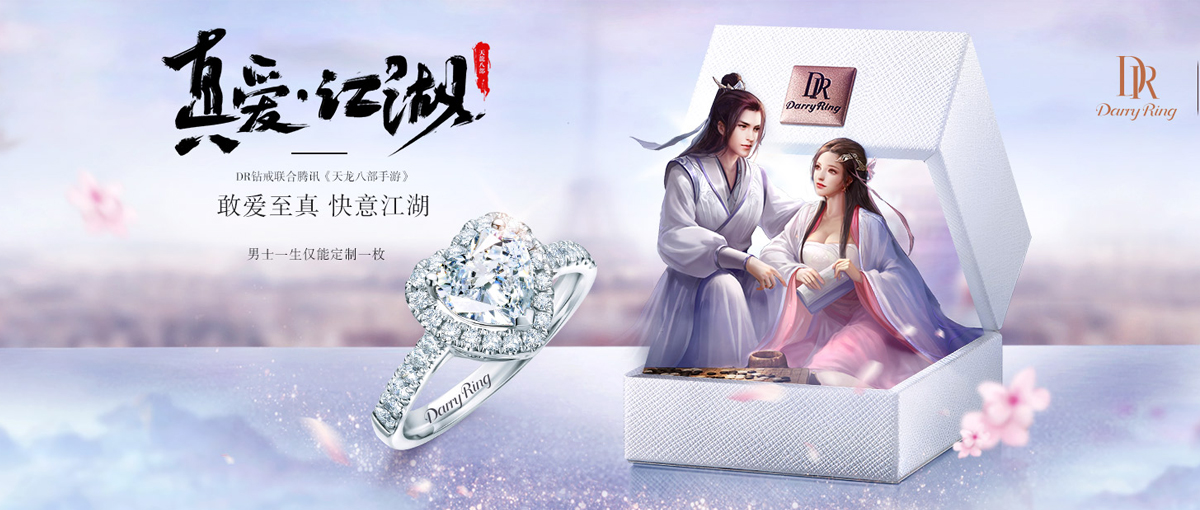 真爱·江湖
天龙八部
DR钻戒联合腾讯《天龙八部手游》
敢爱至真 快意江湖
男士一生仅能定制一枚
Darry Ring
DR
Darry Ring
DR
Darry Ring